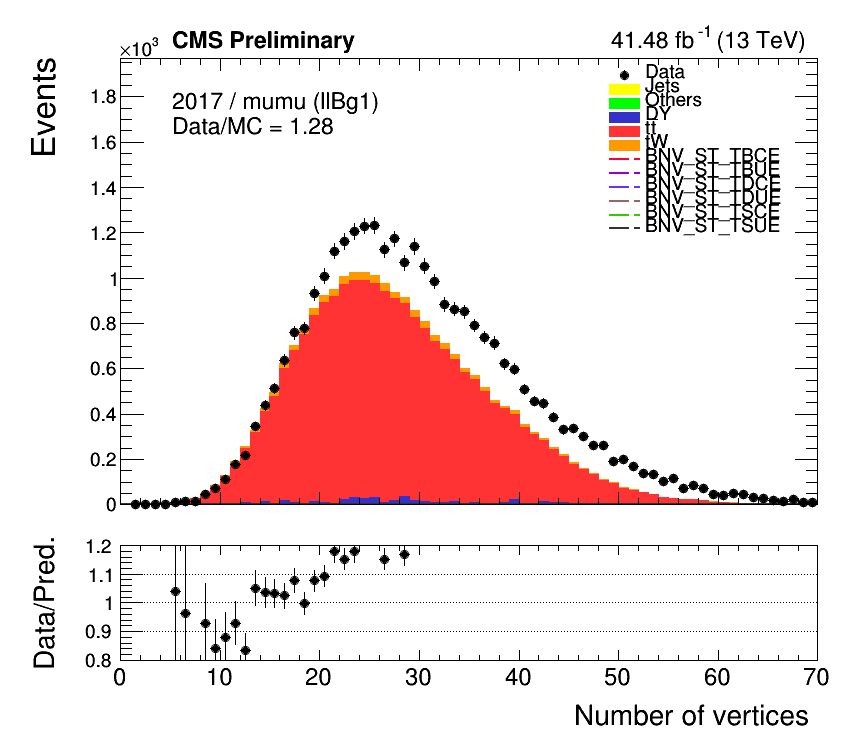 ×10³ CMS Preliminary 41.48 fb⁻¹ (13 TeV)
Events
2017 / mumu (llBg1)
Data/MC = 1.28
Data
Jets
Others
DY
tt
tW
BNV_ST_TBCE
BNV_ST_TBUE
BNV_ST_TDCE
BNV_ST_TDUE
BNV_ST_TSCE
BNV_ST_TSUE
1.8
1.6
1.4
1.2
1
0.8
0.6
0.4
0.2
0
Data/Pred.
1.2
1.1
1
0.9
0.8
0 10 20 30 40 50 60 70
Number of vertices